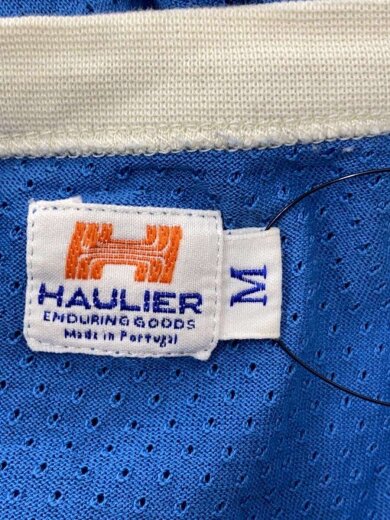 HAULIER
ENDURING GOODS
Made in Portugal
M